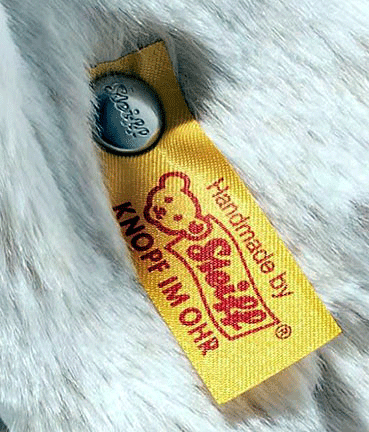 Steiff
Handmade by
Steiff ®
KNOPF IM OHR